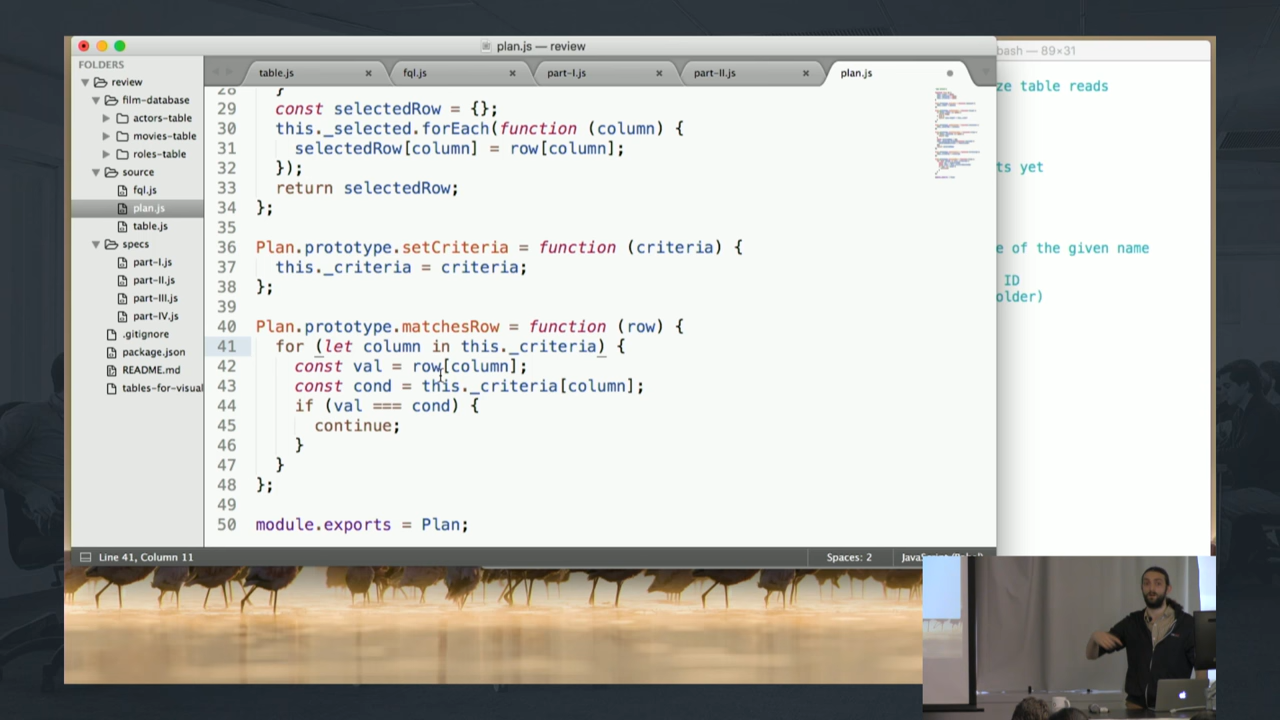 plan.js — review
bash — 89×31
FOLDERS
review
film-database
actors-table
movies-table
roles-table
source
fql.js
plan.js
table.js
specs
part-I.js
part-II.js
part-III.js
part-IV.js
.gitignore
package.json
README.md
tables-for-visual
table.js
fql.js
part-I.js
part-II.js
plan.js
28 }
29 const selectedRow = {};
30 this._selected.forEach(function (column) {
31 selectedRow[column] = row[column];
32 });
33 return selectedRow;
34 };
35
36 Plan.prototype.setCriteria = function (criteria) {
37 this._criteria = criteria;
38 };
39
40 Plan.prototype.matchesRow = function (row) {
41 for (let column in this._criteria) {
42 const val = row[column];
43 const cond = this._criteria[column];
44 if (val === cond) {
45 continue;
46 }
47 }
48 };
49
50 module.exports = Plan;
ze table reads
ts yet
e of the given name
ID
older)
Line 41, Column 11
Spaces: 2